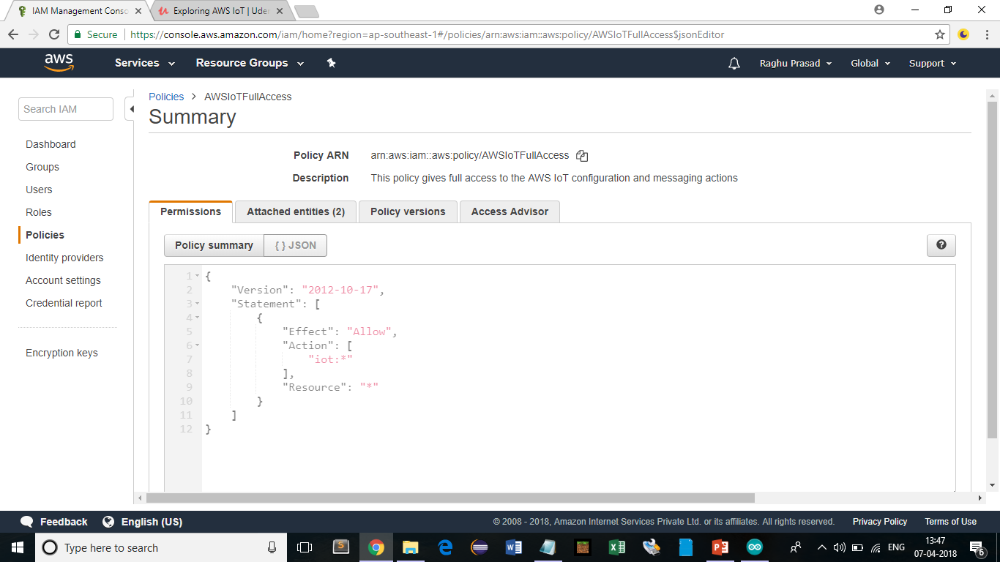 IAM Management Conso
Exploring AWS IoT | Uder
Secure
https://console.aws.amazon.com/iam/home?region=ap-southeast-1#/policies/arn:aws:iam::aws:policy/AWSIoTFullAccess$jsonEditor
aws
Services
Resource Groups
Raghu Prasad
Global
Support
Search IAM
Dashboard
Groups
Users
Roles
Policies
Identity providers
Account settings
Credential report
Encryption keys
Policies > AWSIoTFullAccess
Summary
Policy ARN arn:aws:iam::aws:policy/AWSIoTFullAccess
Description This policy gives full access to the AWS IoT configuration and messaging actions
Permissions
Attached entities (2)
Policy versions
Access Advisor
Policy summary
{ } JSON
?
1 {
2 "Version": "2012-10-17",
3 "Statement": [
4 {
5 "Effect": "Allow",
6 "Action": [
7 "iot:*"
8 ],
9 "Resource": "*"
10 }
11 ]
12 }
Feedback
English (US)
© 2008 - 2018, Amazon Internet Services Private Ltd. or its affiliates. All rights reserved.
Privacy Policy
Terms of Use
Type here to search
ENG
13:47
07-04-2018
6